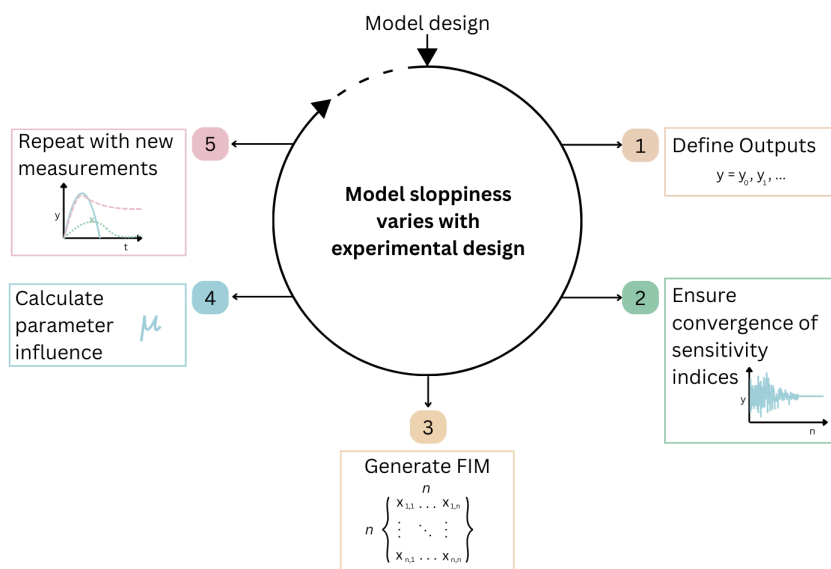 Model design
Model sloppiness
varies with
experimental design
1
Define Outputs
y = y₀, y₁, ...
2
Ensure
convergence of
sensitivity
indices
y
n
3
Generate FIM
n
n
x₁,₁ ... x₁,ₙ
⋮ ⋱ ⋮
xₙ,₁ ... xₙ,ₙ
4
Calculate
parameter
influence
μ
5
Repeat with new
measurements
y
t